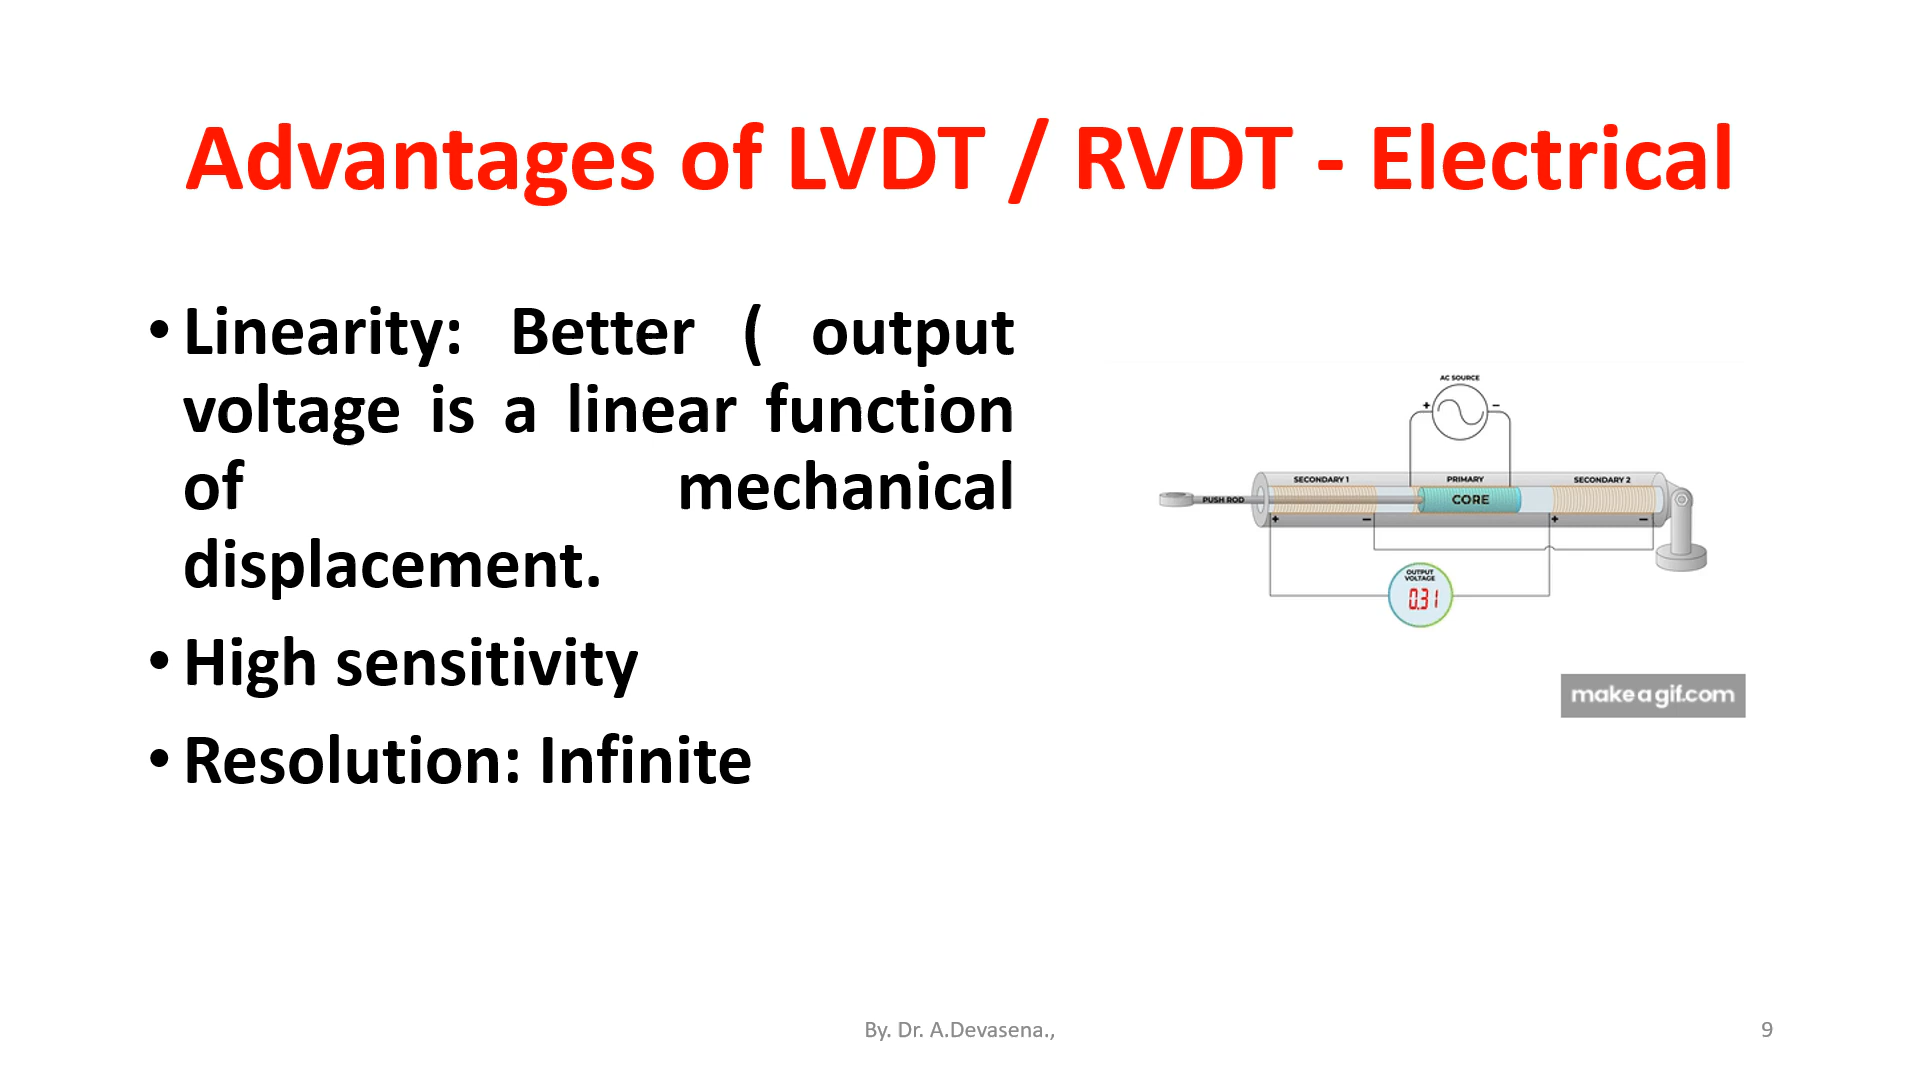 Advantages of LVDT / RVDT - Electrical
• Linearity: Better ( output
voltage is a linear function
of mechanical
displacement.
• High sensitivity
• Resolution: Infinite
AC SOURCE
+ −
SECONDARY 1 PRIMARY SECONDARY 2
PUSH ROD CORE
+ − + −
OUTPUT
VOLTAGE
0.31
makeagif.com
By. Dr. A.Devasena.,
9